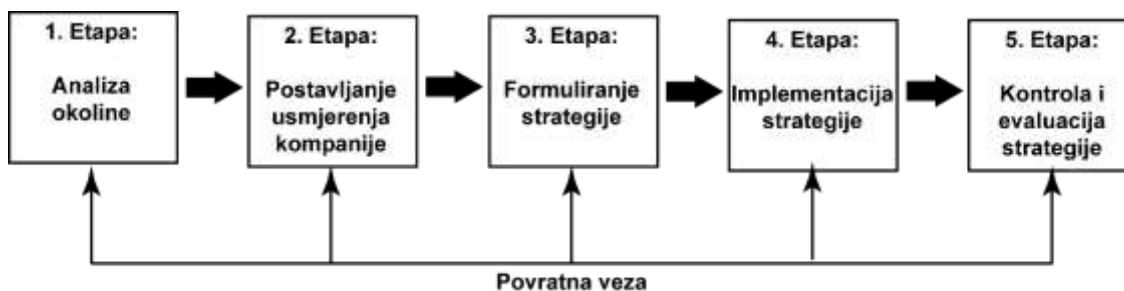 1. Etapa:
Analiza
okoline
2. Etapa:
Postavljanje
usmjerenja
kompanije
3. Etapa:
Formuliranje
strategije
4. Etapa:
Implementacija
strategije
5. Etapa:
Kontrola i
evaluacija
strategije
Povratna veza